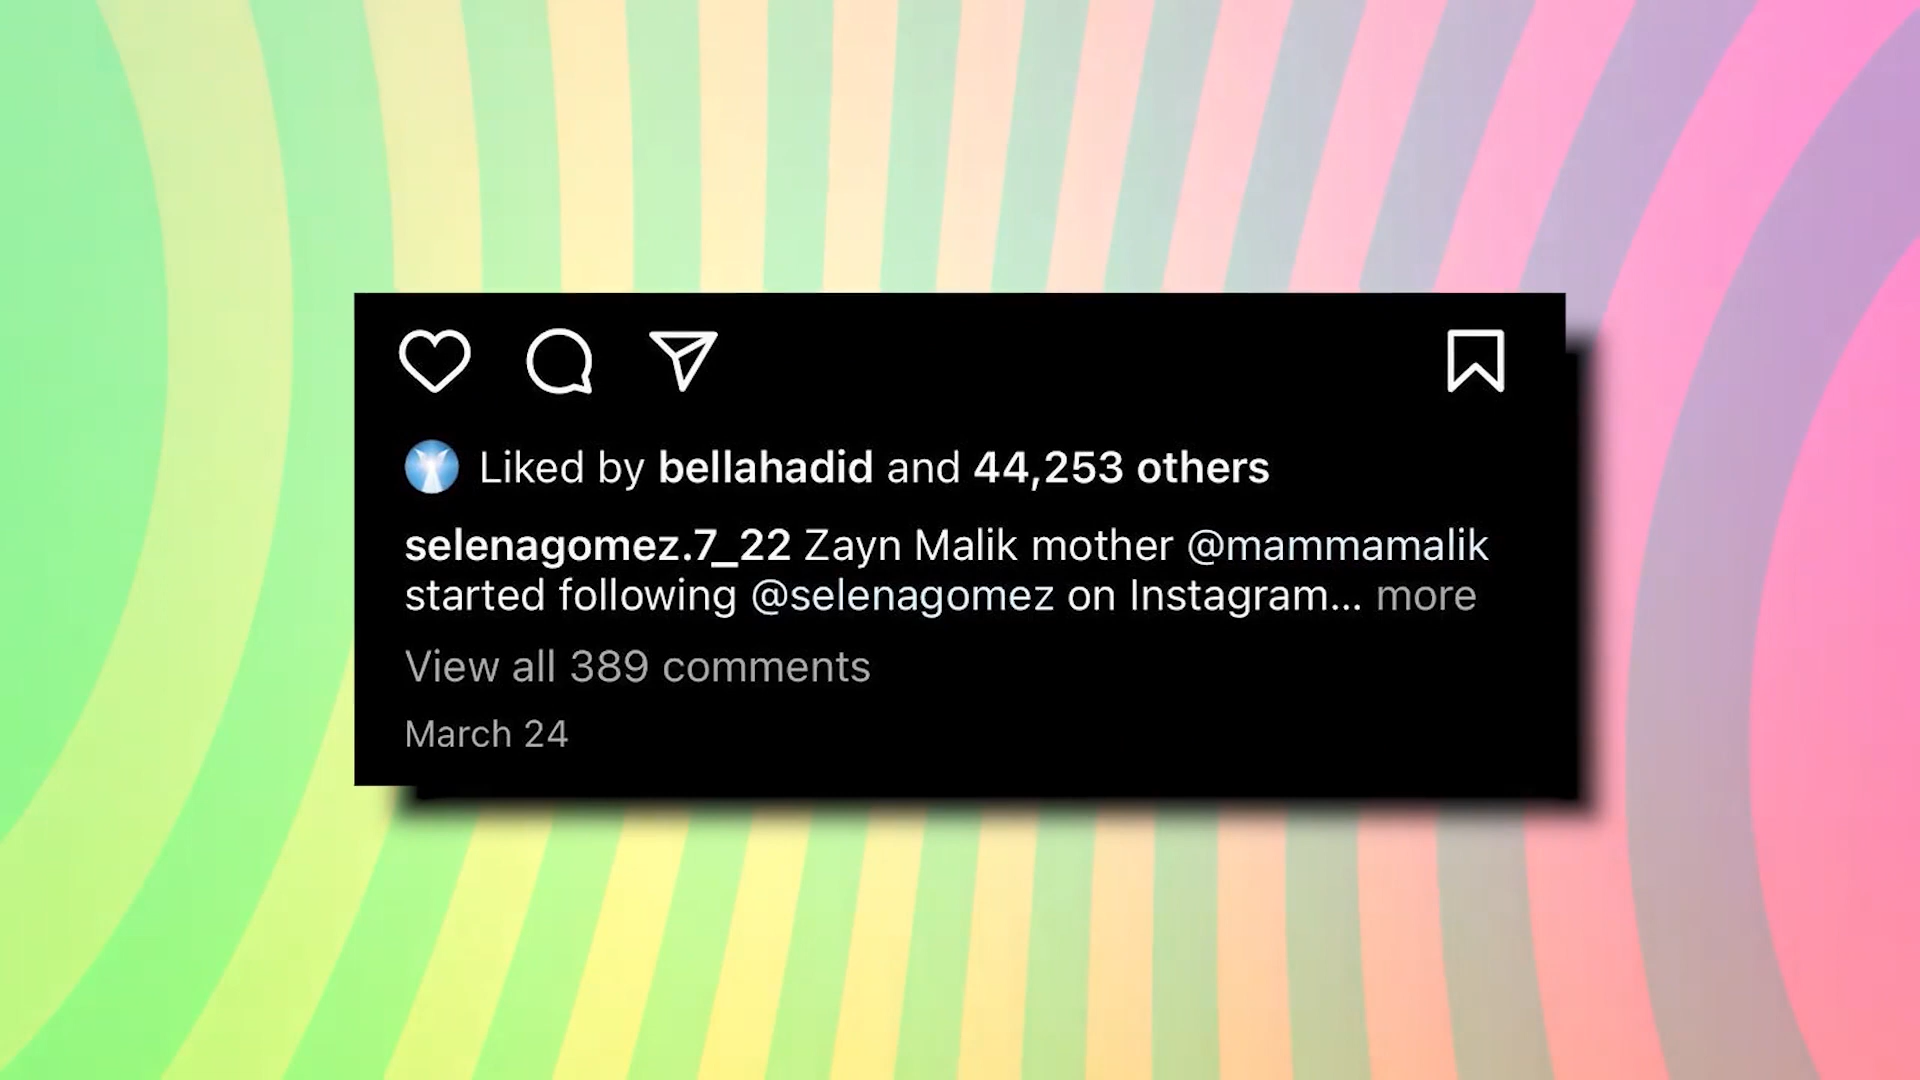 Liked by bellahadid and 44,253 others
selenagomez.7_22 Zayn Malik mother @mammamalik
started following @selenagomez on Instagram... more
View all 389 comments
March 24